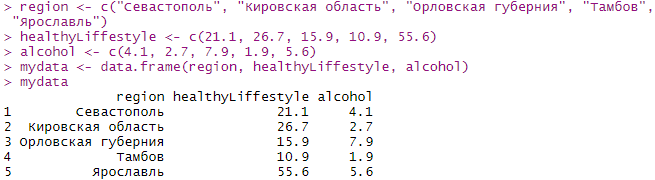 > region <- c("Севастополь", "Кировская область", "Орловская губерния", "Тамбов",
"Ярославль")
> healthyLiffestyle <- c(21.1, 26.7, 15.9, 10.9, 55.6)
> alcohol <- c(4.1, 2.7, 7.9, 1.9, 5.6)
> mydata <- data.frame(region, healthyLiffestyle, alcohol)
> mydata
region healthyLiffestyle alcohol
1 Севастополь 21.1 4.1
2 Кировская область 26.7 2.7
3 Орловская губерния 15.9 7.9
4 Тамбов 10.9 1.9
5 Ярославль 55.6 5.6